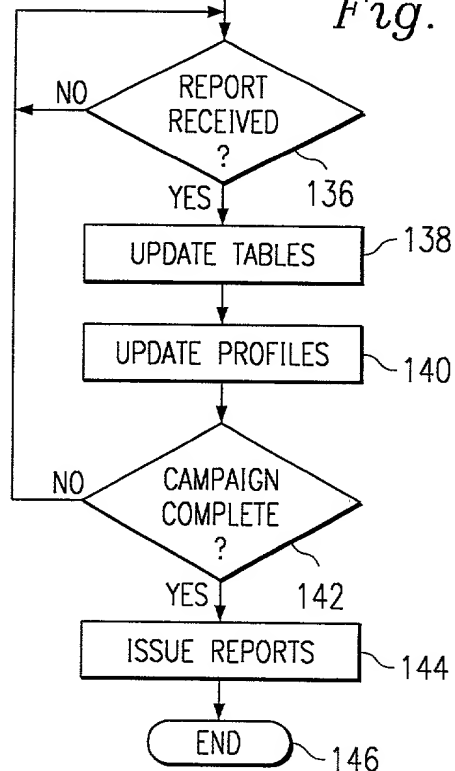 Fig.
NO
REPORT
RECEIVED
?
136
YES
138
UPDATE TABLES
UPDATE PROFILES
140
NO
CAMPAIGN
COMPLETE
?
142
YES
ISSUE REPORTS
144
END
146